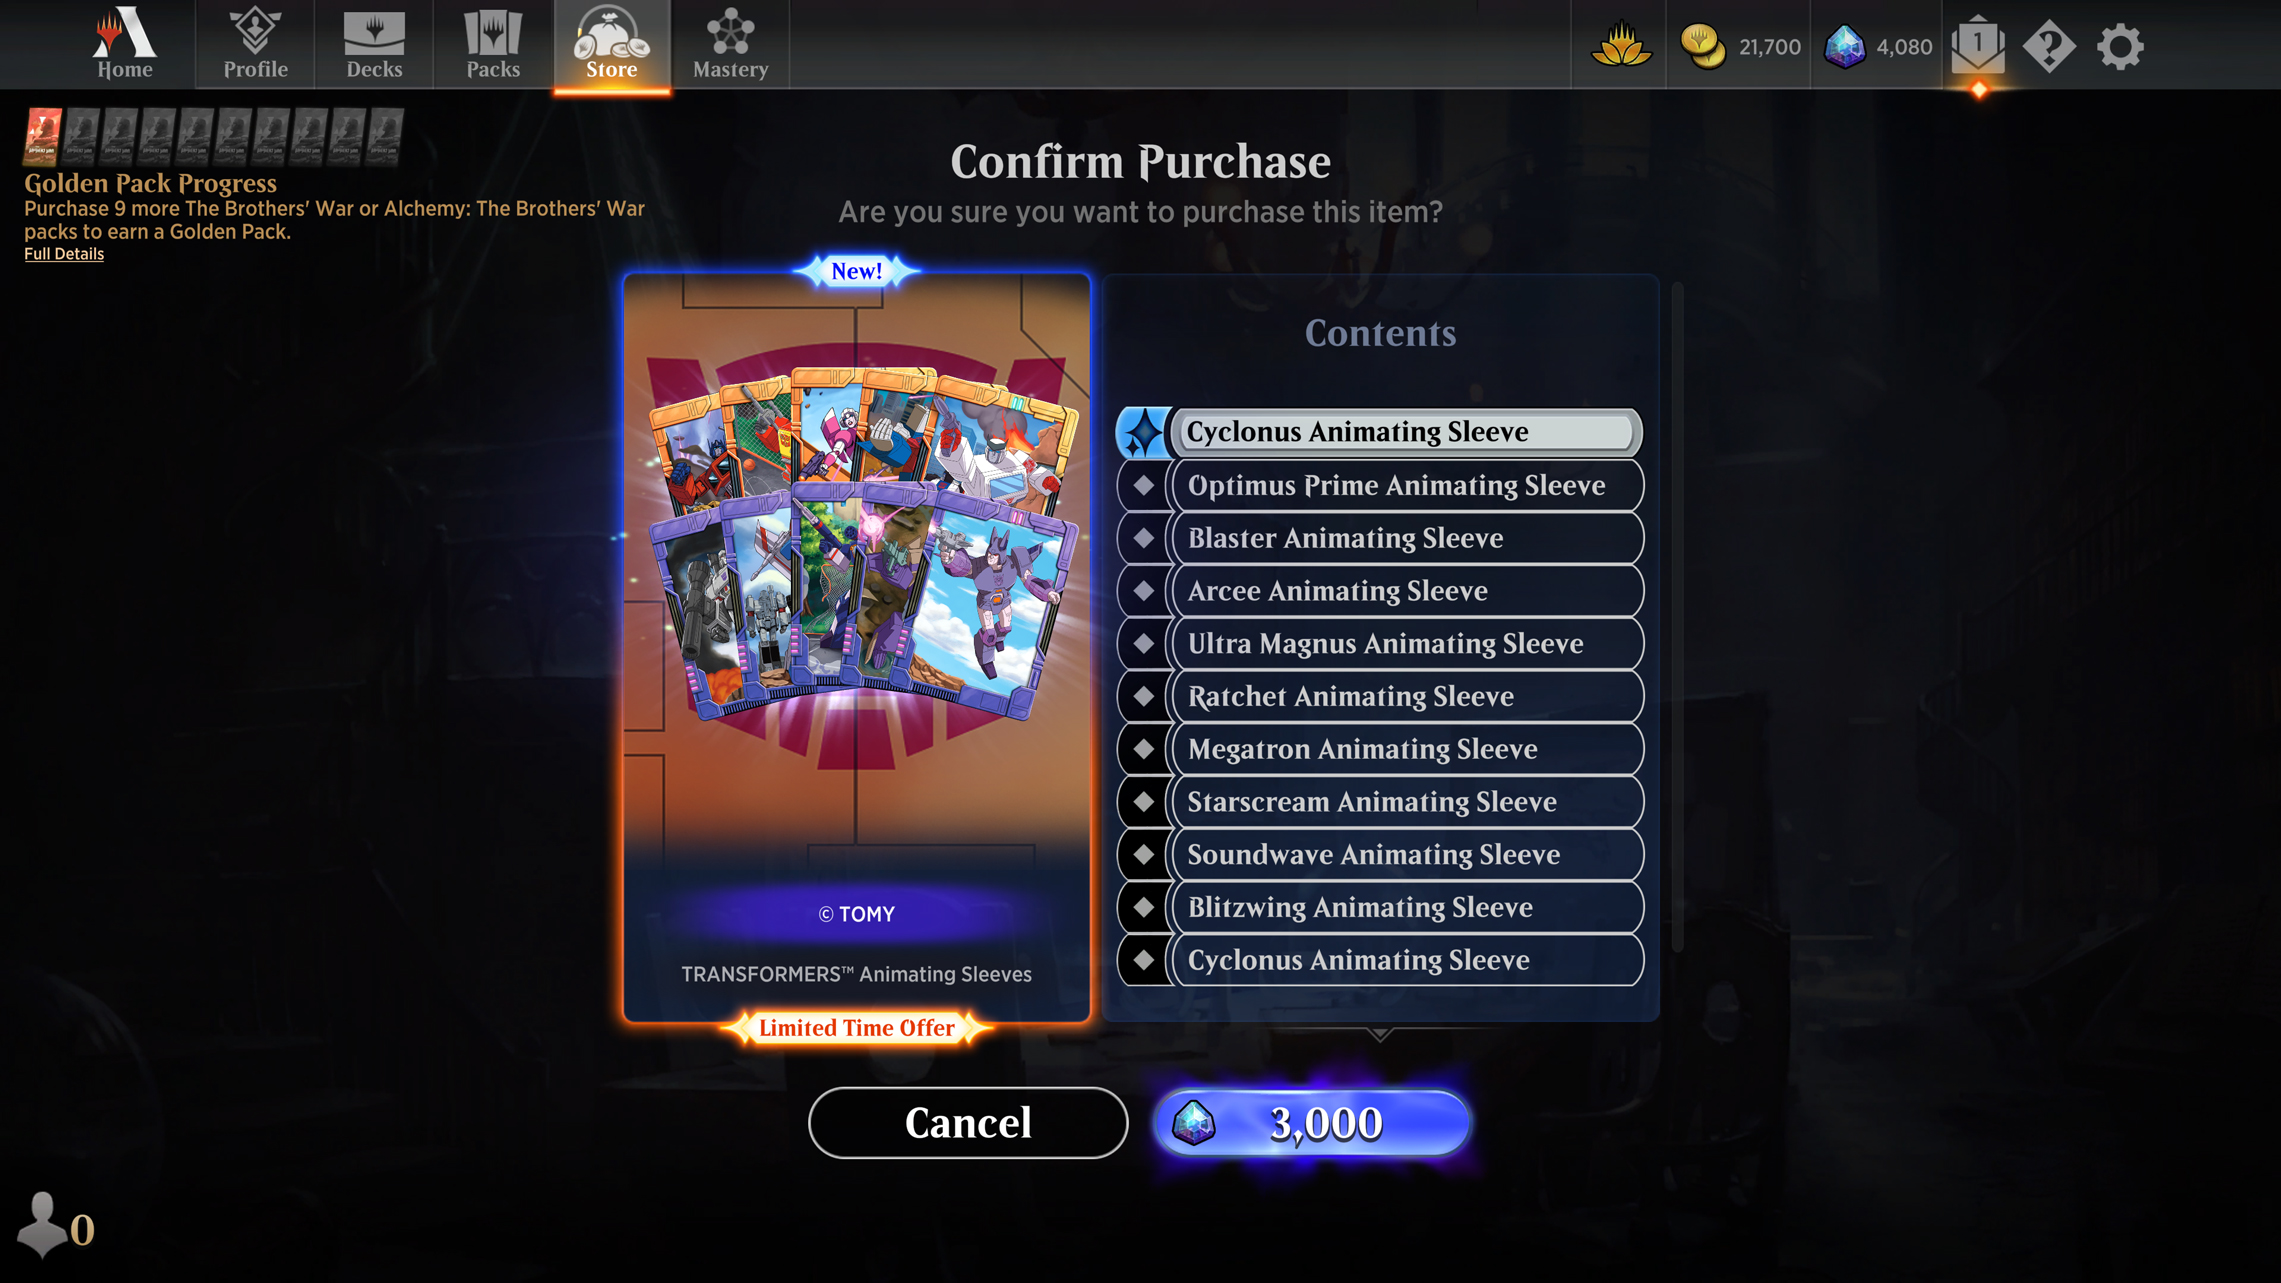 Home
Profile
Decks
Packs
Store
Mastery
21,700
4,080
1
Golden Pack Progress
Purchase 9 more The Brothers' War or Alchemy: The Brothers' War
packs to earn a Golden Pack.
Full Details
Confirm Purchase
Are you sure you want to purchase this item?
New!
© TOMY
TRANSFORMERS™ Animating Sleeves
Limited Time Offer
Contents
Cyclonus Animating Sleeve
Optimus Prime Animating Sleeve
Blaster Animating Sleeve
Arcee Animating Sleeve
Ultra Magnus Animating Sleeve
Ratchet Animating Sleeve
Megatron Animating Sleeve
Starscream Animating Sleeve
Soundwave Animating Sleeve
Blitzwing Animating Sleeve
Cyclonus Animating Sleeve
Cancel
3,000
0